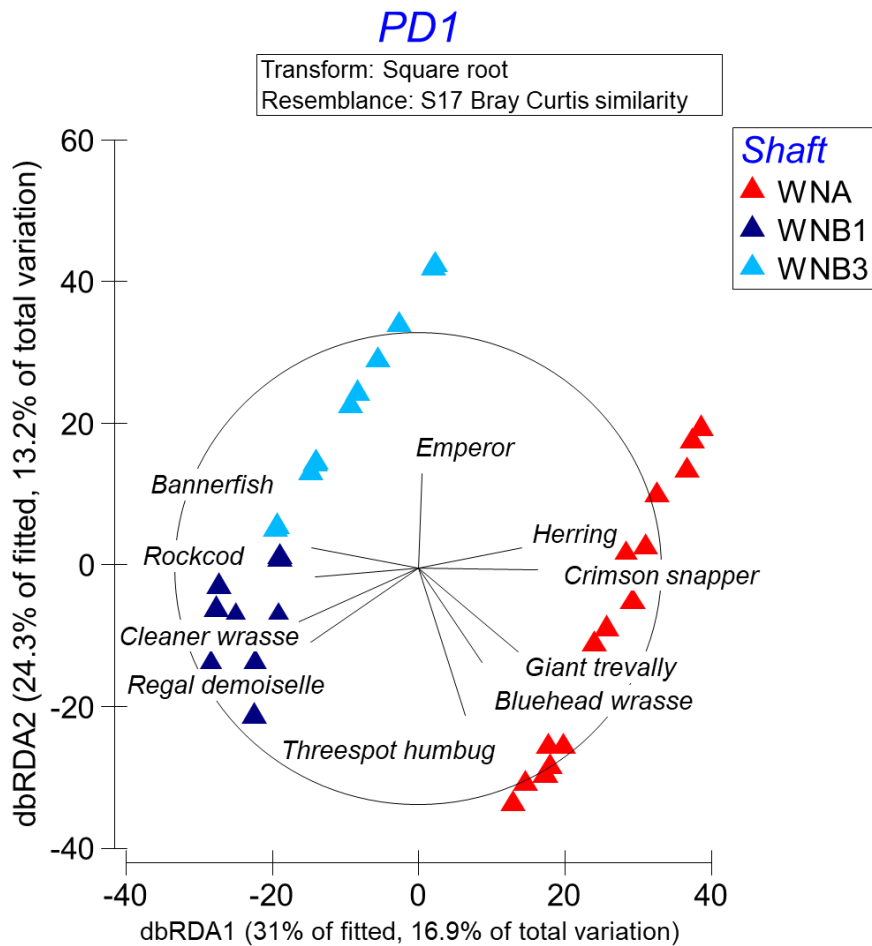 PD1
Transform: Square root
Resemblance: S17 Bray Curtis similarity
Shaft
WNA
WNB1
WNB3
60
40
20
0
-20
-40
dbRDA2 (24.3% of fitted, 13.2% of total variation)
Emperor
Bannerfish
Herring
Rockcod
Crimson snapper
Cleaner wrasse
Giant trevally
Regal demoiselle
Bluehead wrasse
Threespot humbug
-40 -20 0 20 40
dbRDA1 (31% of fitted, 16.9% of total variation)